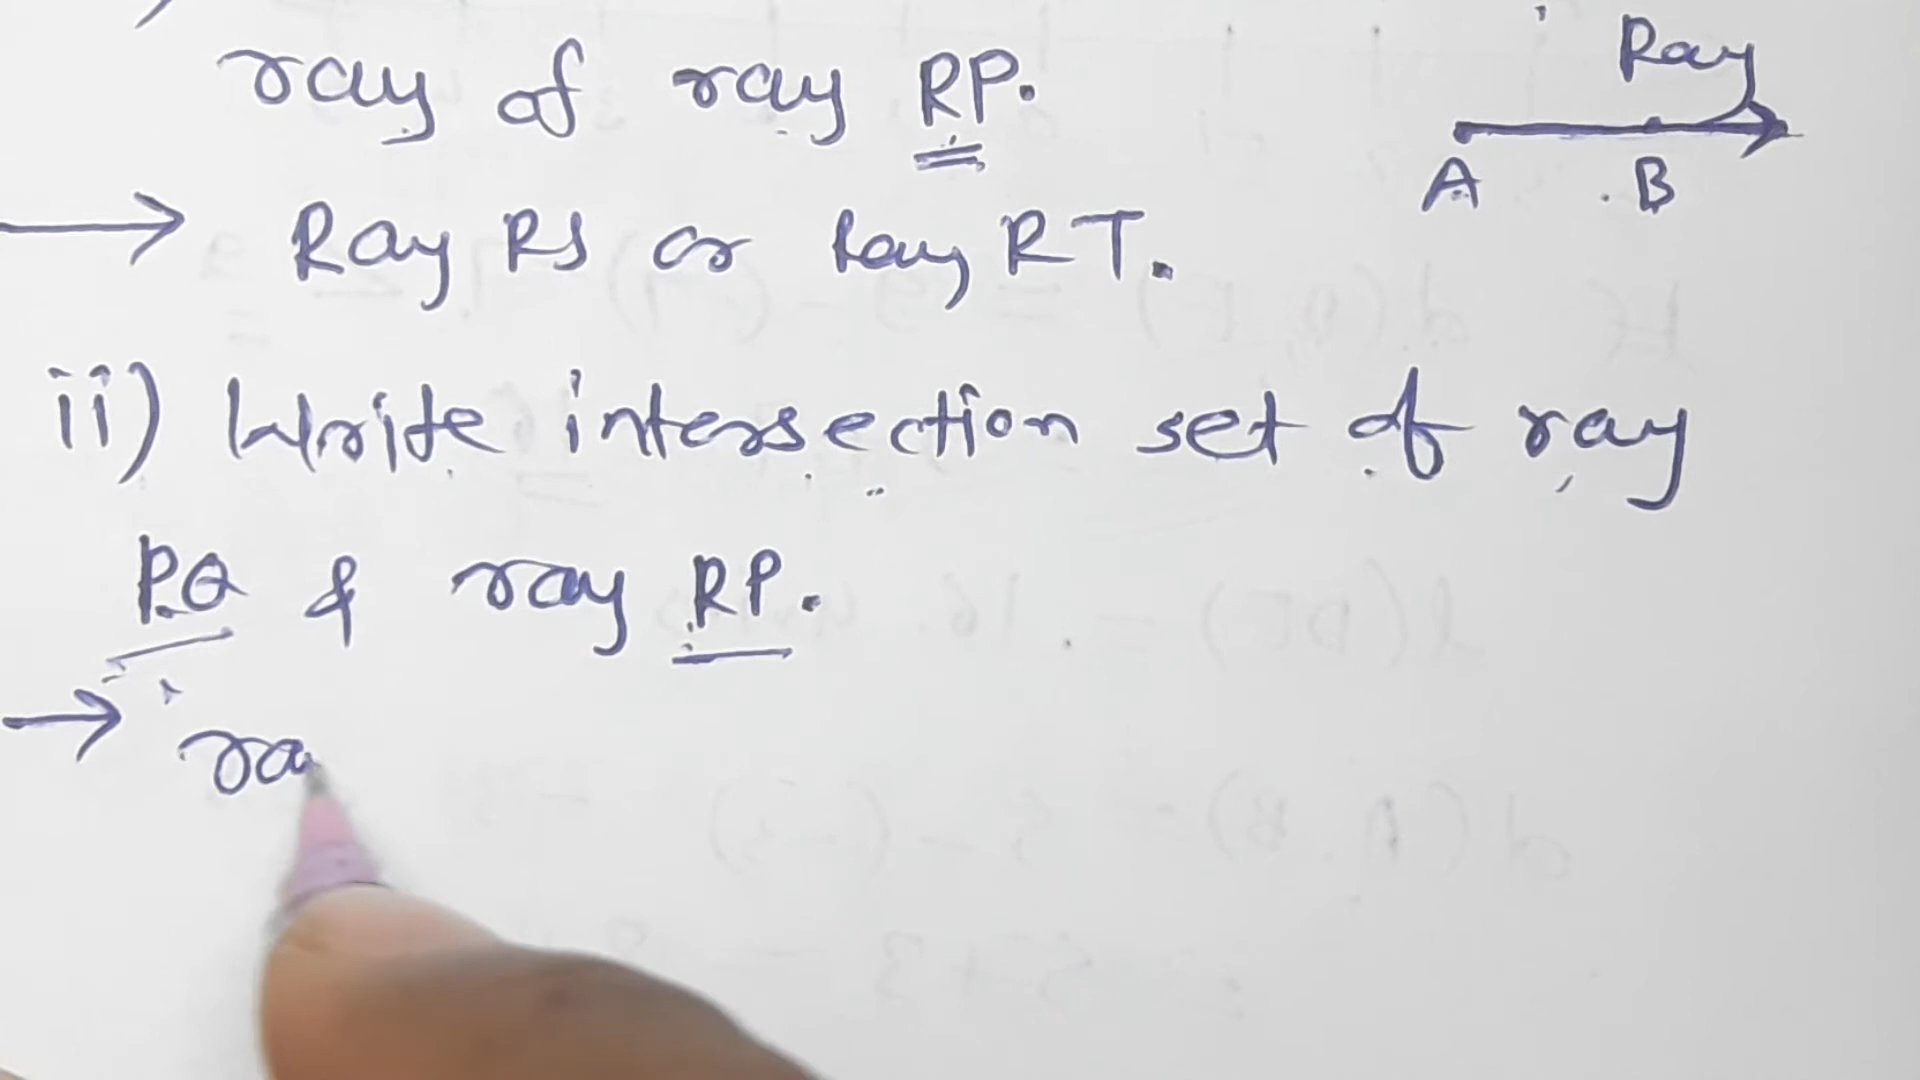 ray of ray RP.
Ray
A B
Ray RS or Ray RT.
ii) Write intersection set of ray
PQ & ray RP.
ra